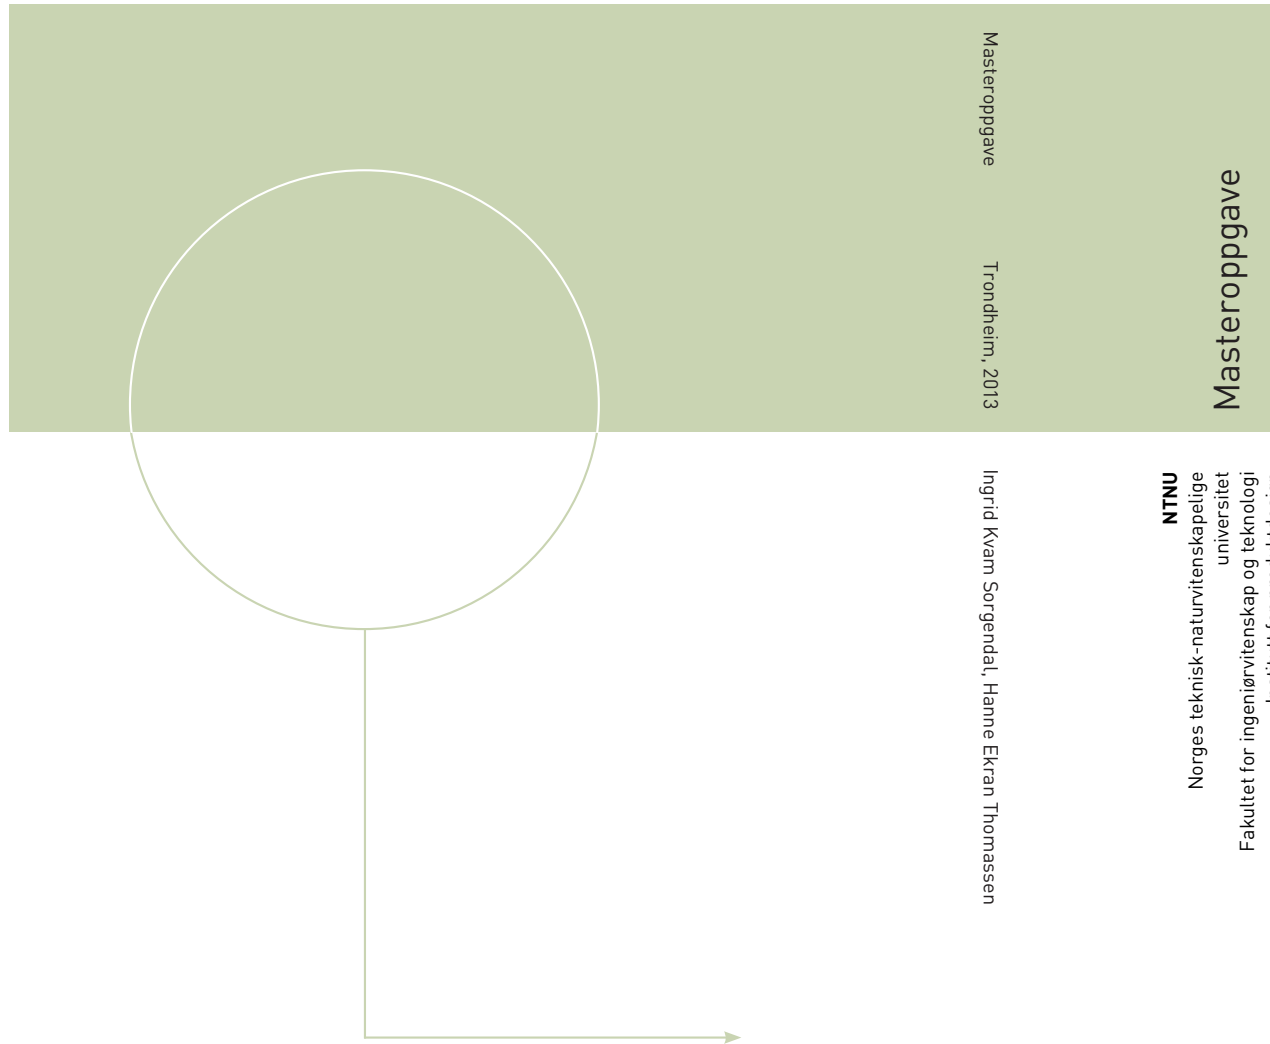 Masteroppgave
Trondheim, 2013
Ingrid Kvam Sorgendal, Hanne Ekran Thomassen
Masteroppgave
NTNU
Norges teknisk-naturvitenskapelige
universitet
Fakultet for ingeniørvitenskap og teknologi